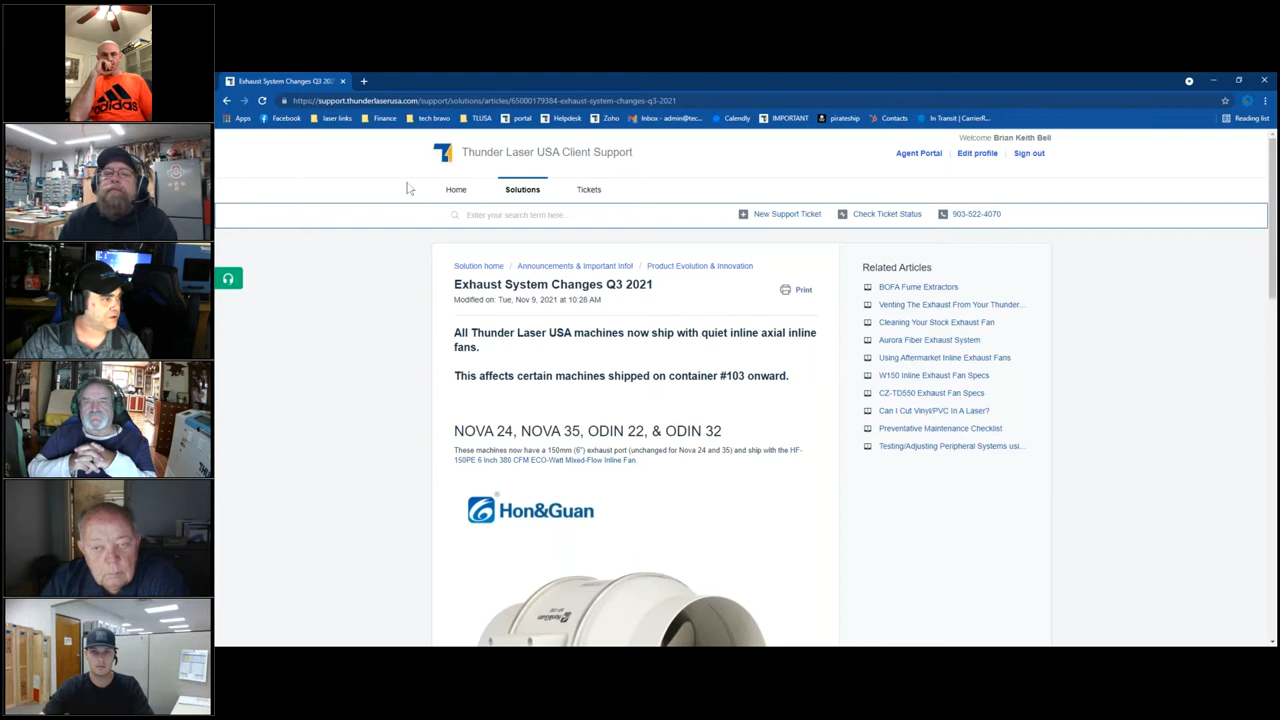 adidas
Exhaust System Changes Q3 202
https://support.thunderlaserusa.com/support/solutions/articles/65000179384-exhaust-system-changes-q3-2021
Apps Facebook laser links Finance tech bravo TLUSA portal Helpdesk Zoho Inbox - admin@tec... Calendly IMPORTANT pirateship Contacts In Transit | CarrierR... Reading list
Welcome Brian Keith Bell
Thunder Laser USA Client Support
Agent Portal Edit profile Sign out
Home Solutions Tickets
Enter your search term here...
New Support Ticket Check Ticket Status 903-522-4070
Solution home / Announcements & Important Info! / Product Evolution & Innovation
Exhaust System Changes Q3 2021
Modified on: Tue, Nov 9, 2021 at 10:28 AM
Print
All Thunder Laser USA machines now ship with quiet inline axial inline
fans.
This affects certain machines shipped on container #103 onward.
NOVA 24, NOVA 35, ODIN 22, & ODIN 32
These machines now have a 150mm (6") exhaust port (unchanged for Nova 24 and 35) and ship with the HF-
150PE 6 Inch 380 CFM ECO-Watt Mixed-Flow Inline Fan.
Hon&Guan
Related Articles
BOFA Fume Extractors
Venting The Exhaust From Your Thunder...
Cleaning Your Stock Exhaust Fan
Aurora Fiber Exhaust System
Using Aftermarket Inline Exhaust Fans
W150 Inline Exhaust Fan Specs
CZ-TD550 Exhaust Fan Specs
Can I Cut Vinyl/PVC In A Laser?
Preventative Maintenance Checklist
Testing/Adjusting Peripheral Systems usi...